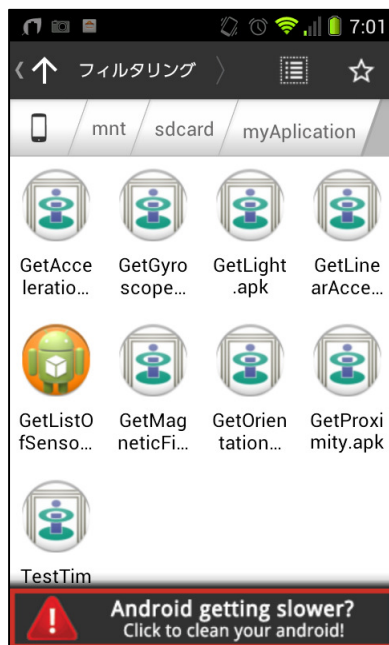 7:01
フィルタリング
mnt sdcard myAplication
GetAcce
leratio...
GetGyro
scope...
GetLight
.apk
GetLine
arAcce...
GetListO
fSenso...
GetMag
neticFi...
GetOrien
tation...
GetProxi
mity.apk
TestTim
Android getting slower?
Click to clean your android!